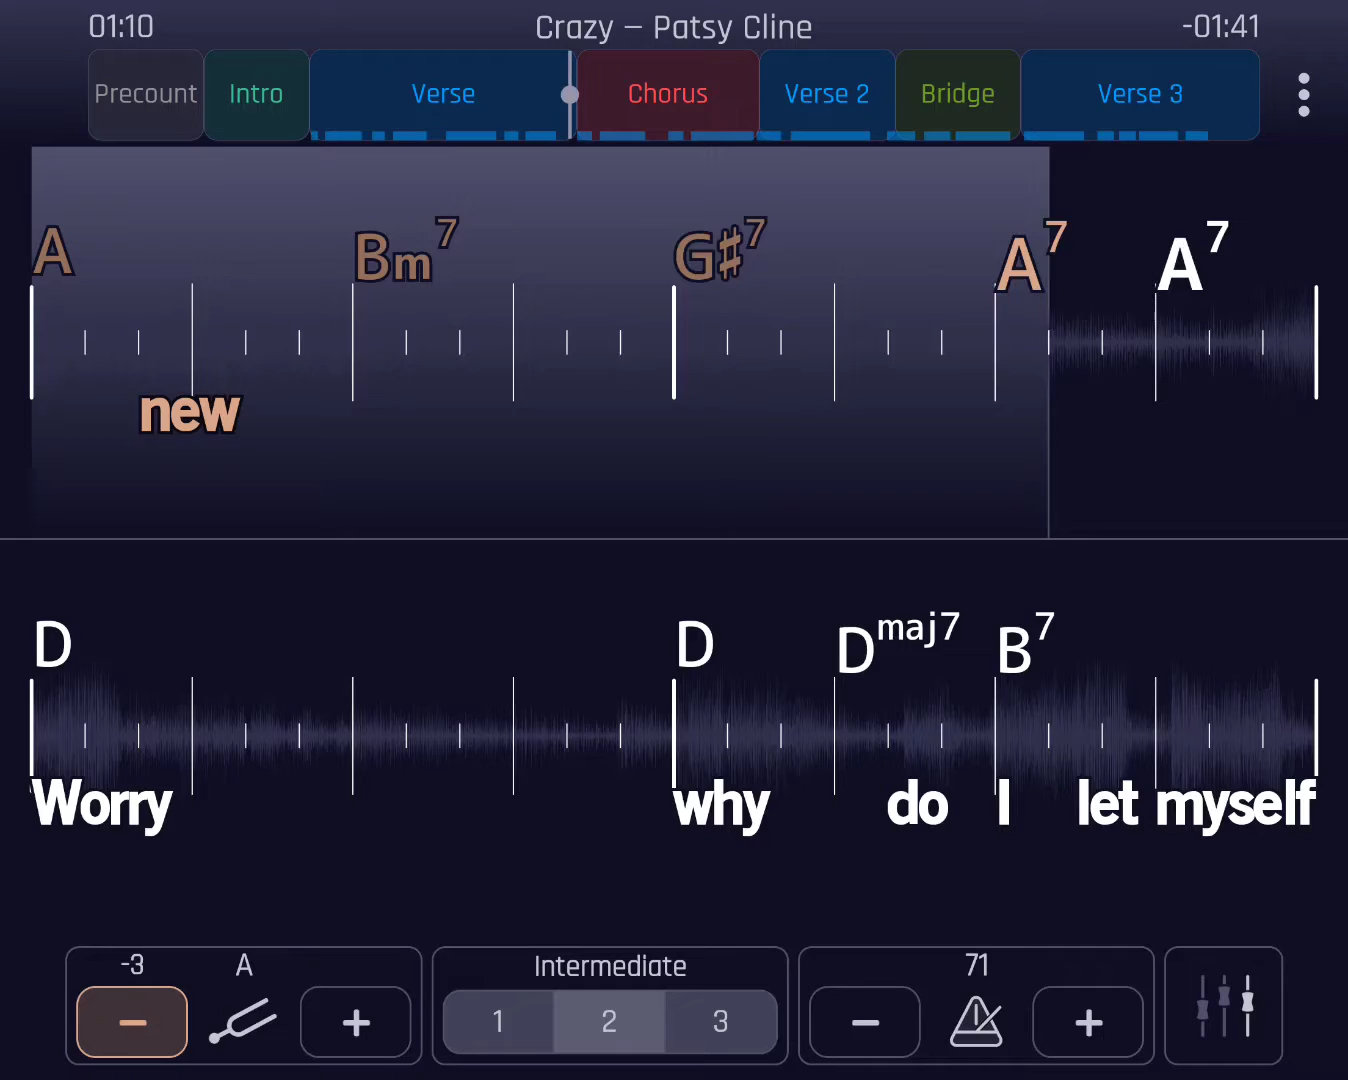 01:10 Crazy – Patsy Cline -01:41
Precount Intro Verse Chorus Verse 2 Bridge Verse 3
A Bm7 G♯7 A7 A7
new
D D Dmaj7 B7
Worry why do I let myself
-3 A Intermediate 71
1 2 3